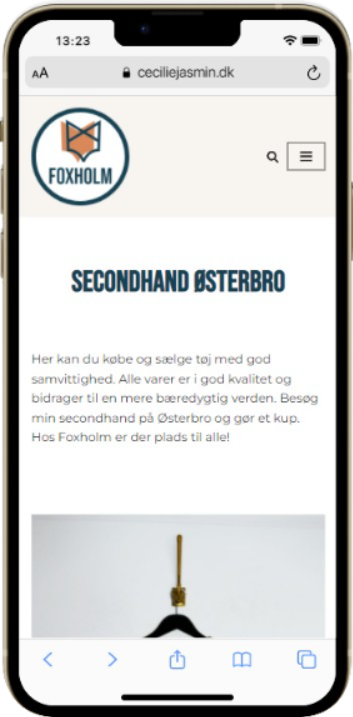 13:23
AA ceciliejasmin.dk
FOXHOLM
SECONDHAND ØSTERBRO
Her kan du købe og sælge tøj med god
samvittighed. Alle varer er i god kvalitet og
bidrager til en mere bæredygtig verden. Besøg
min secondhand på Østerbro og gør et kup.
Hos Foxholm er der plads til alle!